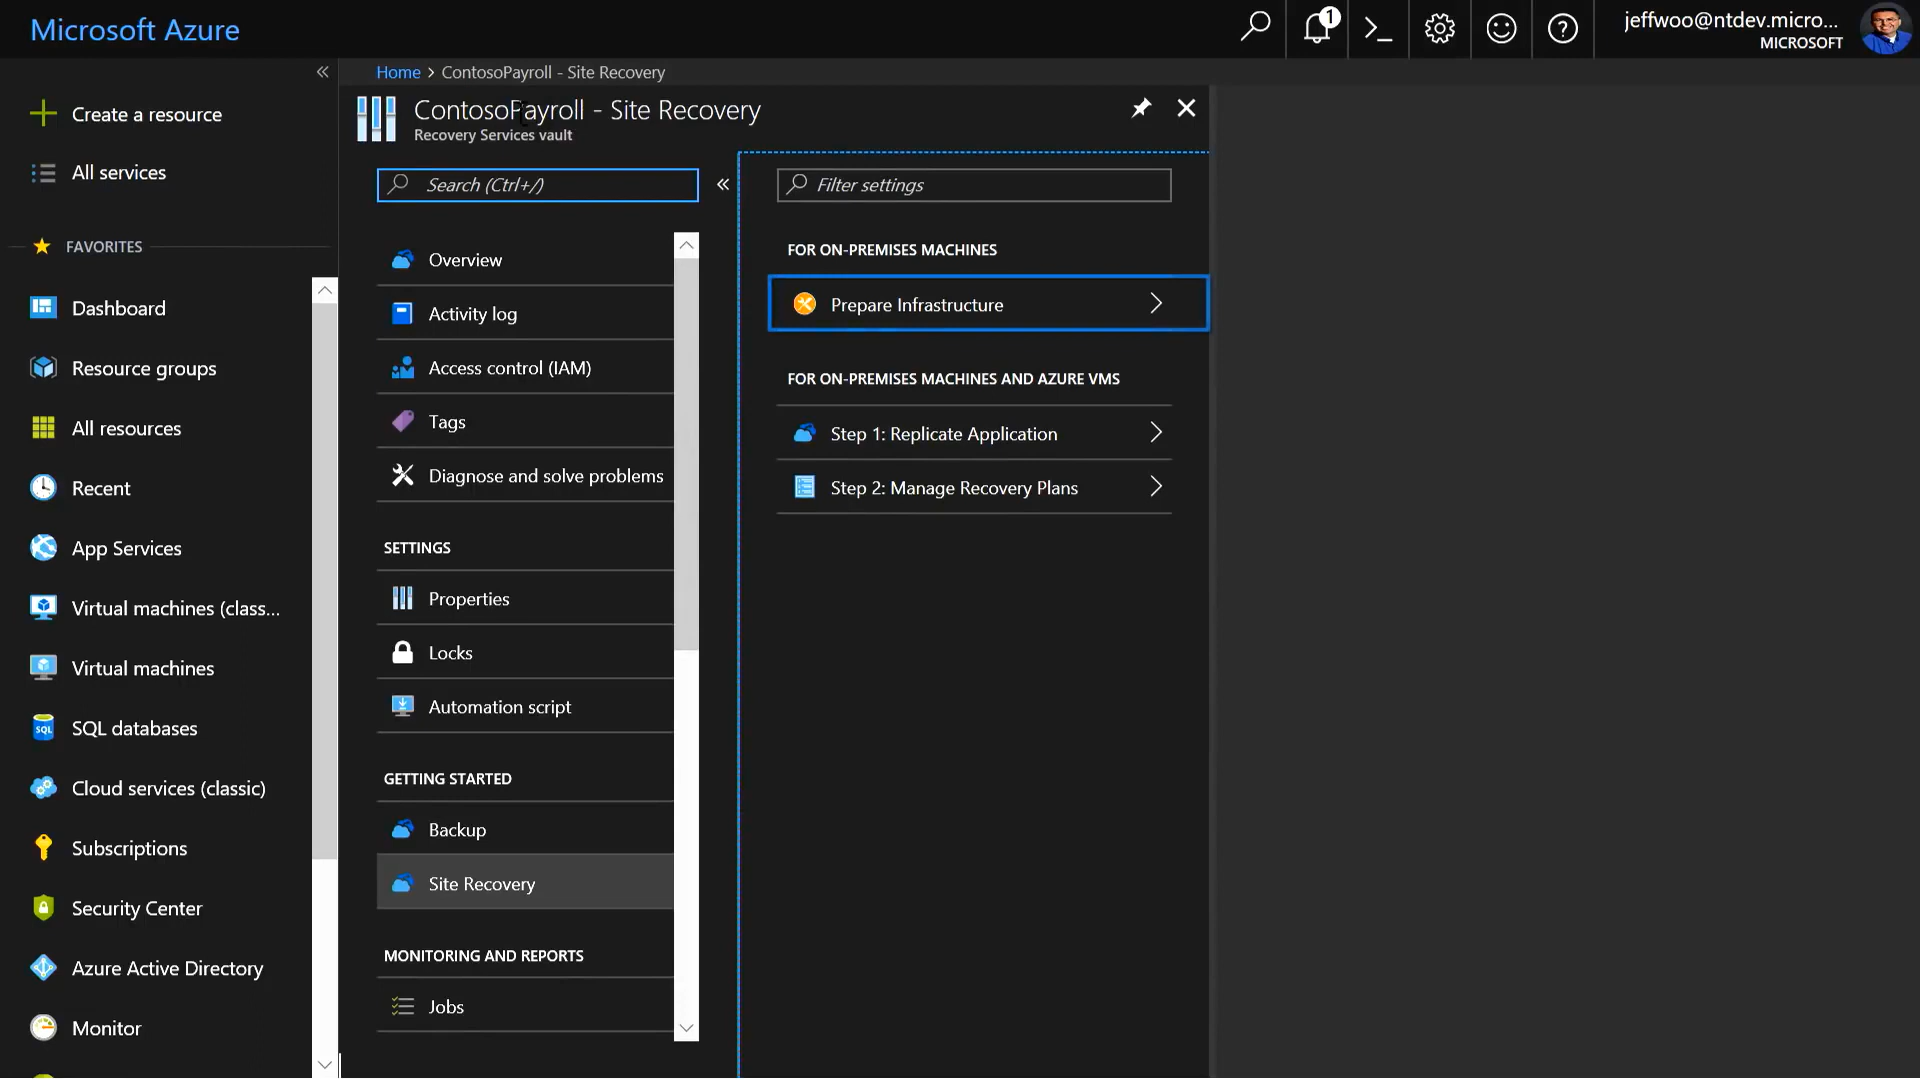 Microsoft Azure
1
jeffwoo@ntdev.micro...
MICROSOFT
Home > ContosoPayroll - Site Recovery
ContosoPayroll - Site Recovery
Recovery Services vault
Create a resource
All services
FAVORITES
Dashboard
Resource groups
All resources
Recent
App Services
Virtual machines (class...
Virtual machines
SQL databases
Cloud services (classic)
Subscriptions
Security Center
Azure Active Directory
Monitor
Search (Ctrl+/)
Overview
Activity log
Access control (IAM)
Tags
Diagnose and solve problems
SETTINGS
Properties
Locks
Automation script
GETTING STARTED
Backup
Site Recovery
MONITORING AND REPORTS
Jobs
Filter settings
FOR ON-PREMISES MACHINES
Prepare Infrastructure
FOR ON-PREMISES MACHINES AND AZURE VMS
Step 1: Replicate Application
Step 2: Manage Recovery Plans